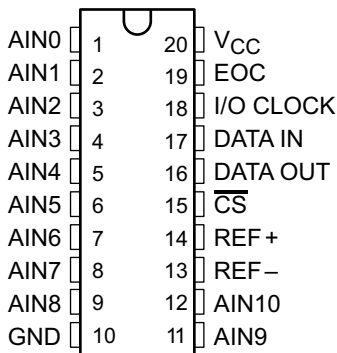 AIN0 1 20 VCC
AIN1 2 19 EOC
AIN2 3 18 I/O CLOCK
AIN3 4 17 DATA IN
AIN4 5 16 DATA OUT
AIN5 6 15 C̅S̅
AIN6 7 14 REF+
AIN7 8 13 REF−
AIN8 9 12 AIN10
GND 10 11 AIN9